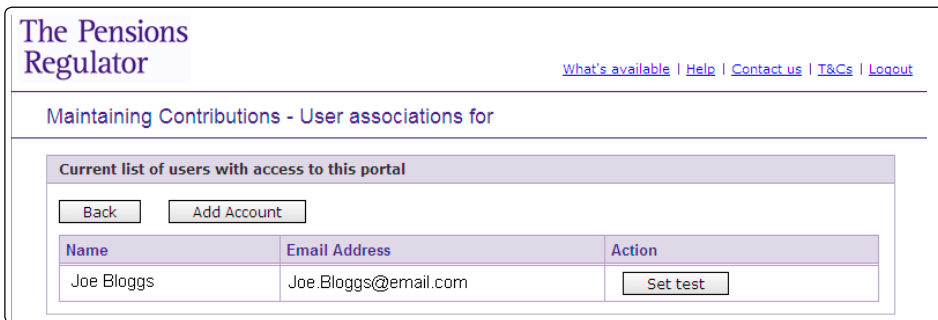 The Pensions
Regulator
What's available | Help | Contact us | T&Cs | Logout
Maintaining Contributions - User associations for
Current list of users with access to this portal
Back Add Account
Name Email Address Action
Joe Bloggs Joe.Bloggs@email.com Set test